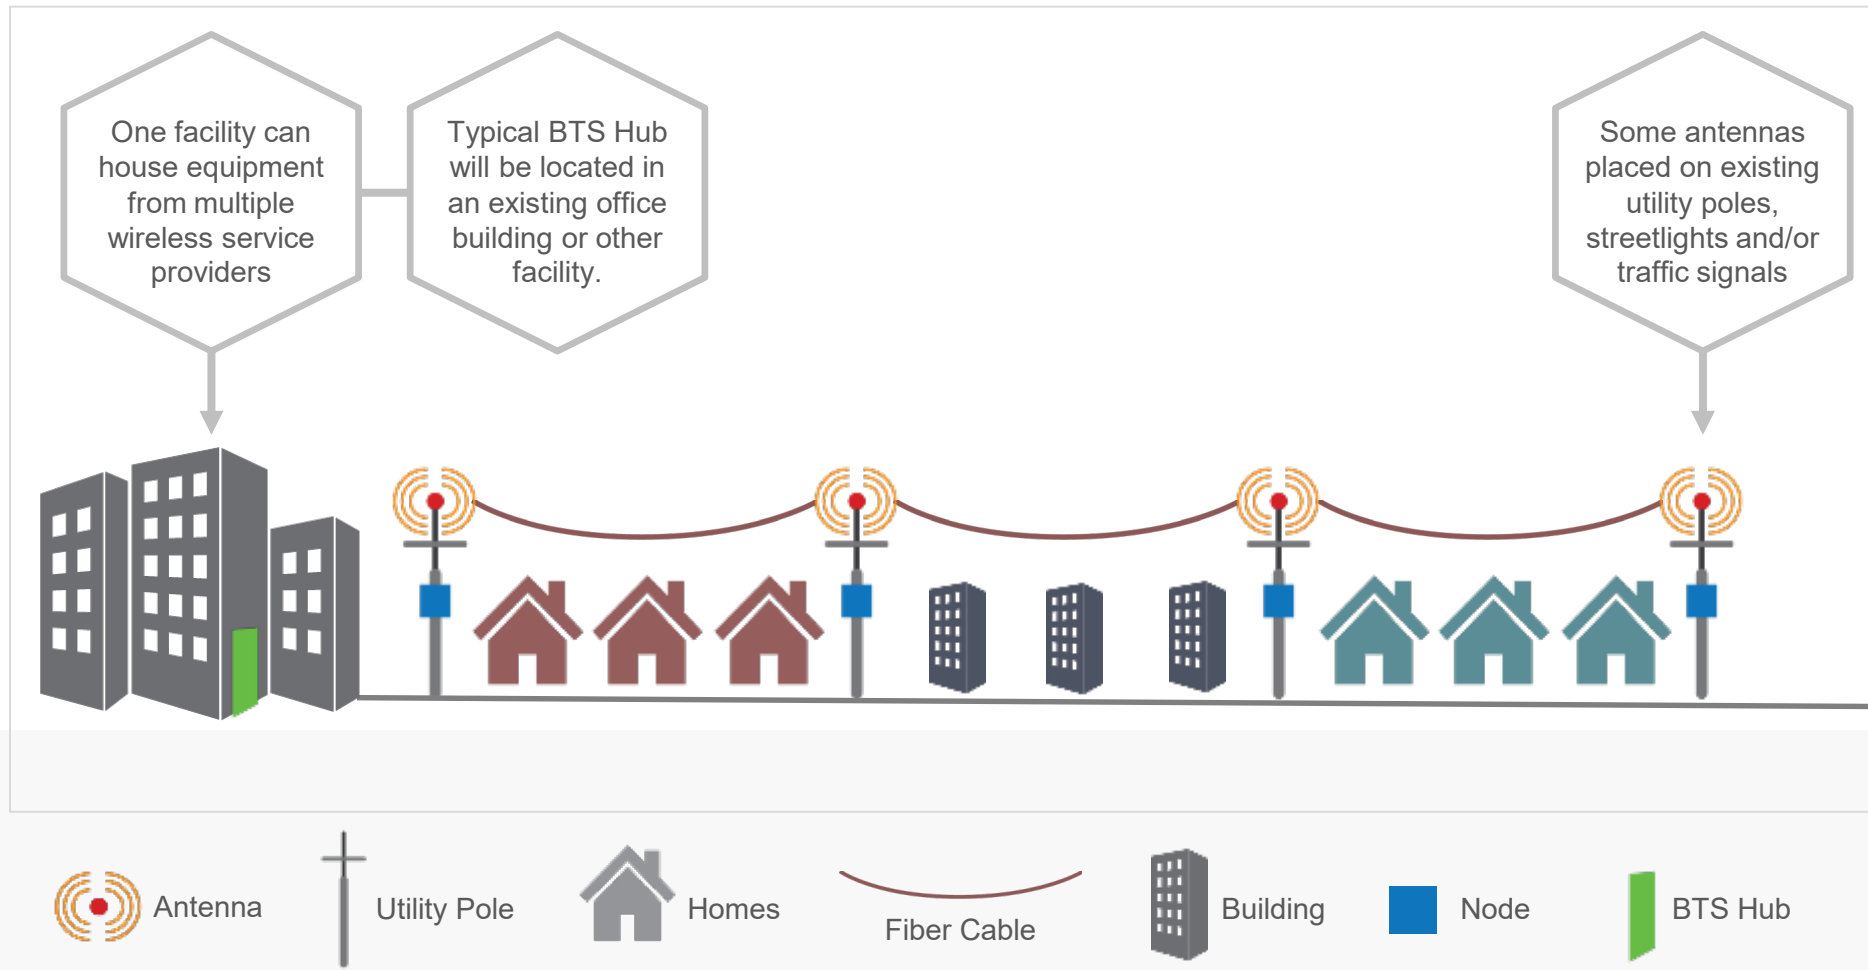 One facility can
house equipment
from multiple
wireless service
providers
Typical BTS Hub
will be located in
an existing office
building or other
facility.
Some antennas
placed on existing
utility poles,
streetlights and/or
traffic signals
Antenna
Utility Pole
Homes
Fiber Cable
Building
Node
BTS Hub